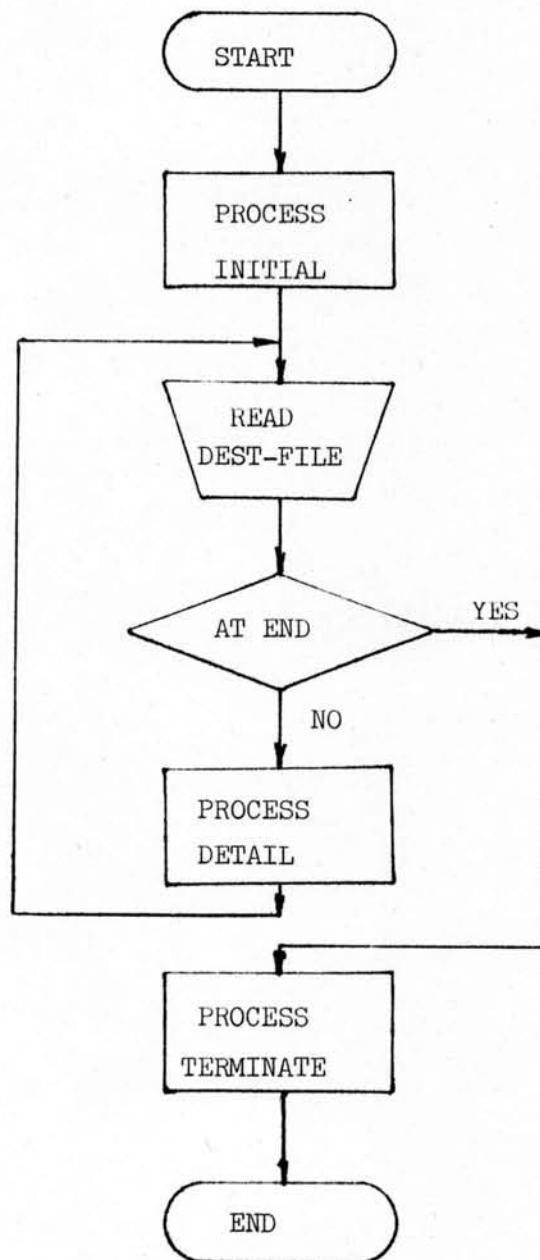 START
PROCESS
INITIAL
READ
DEST-FILE
AT END
YES
NO
PROCESS
DETAIL
PROCESS
TERMINATE
END